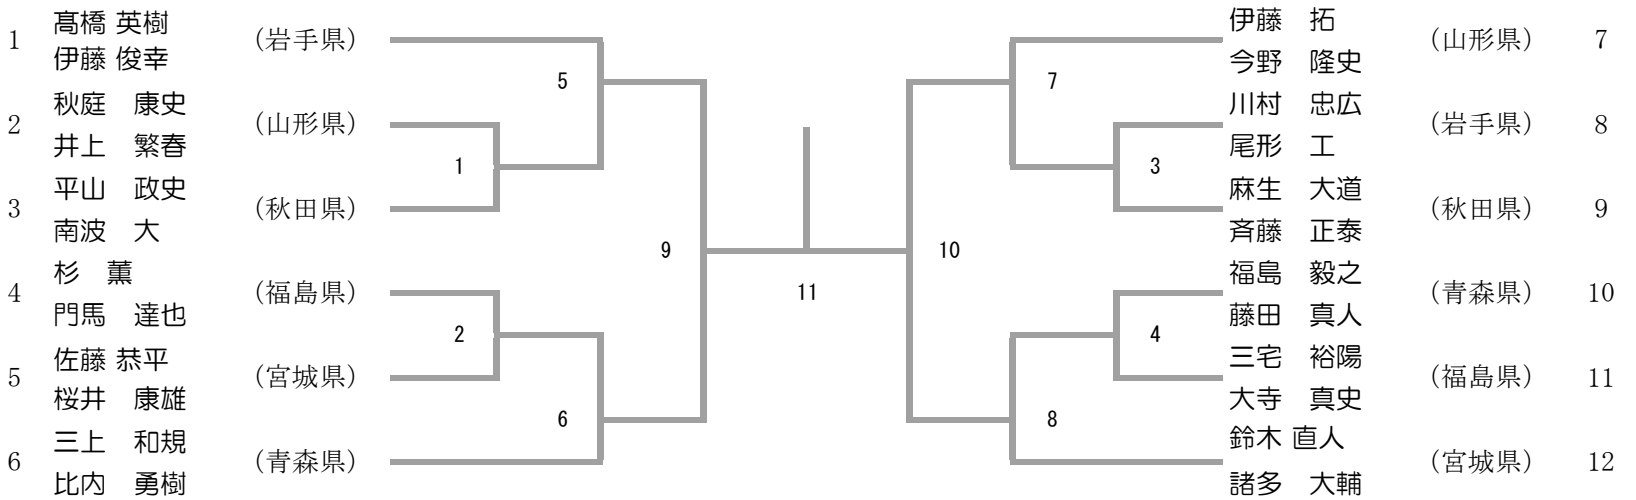 1 髙橋 英樹 (岩手県)
伊藤 俊幸
2 秋庭　康史 (山形県)
井上　繁春
3 平山　政史 (秋田県)
南波　大
4 杉　薫 (福島県)
門馬　達也
5 佐藤 恭平 (宮城県)
桜井　康雄
6 三上　和規 (青森県)
比内　勇樹
5
1
2
6
9
11
10
7
3
4
8
伊藤　拓 (山形県) 7
今野　隆史
川村　忠広 (岩手県) 8
尾形　工
麻生　大道 (秋田県) 9
斉藤　正泰
福島　毅之 (青森県) 10
藤田　真人
三宅　裕陽 (福島県) 11
大寺　真史
鈴木 直人 (宮城県) 12
諸多　大輔